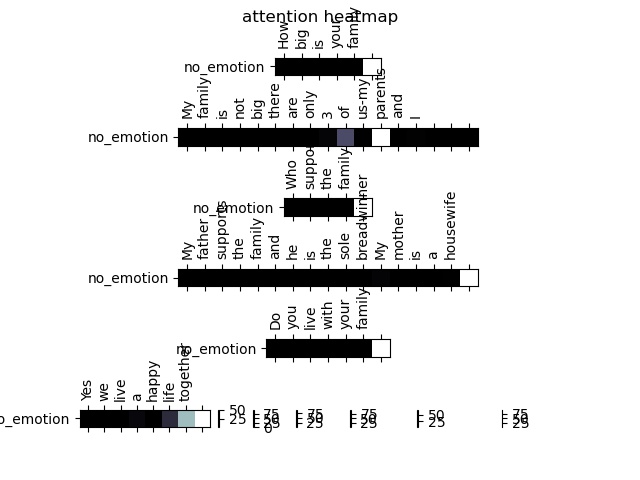 attention heatmap
How big is your family
no_emotion
My family is not big there are only 3 of us-my parents and I
no_emotion
Who supports the family
no_emotion
My father supports the family and he is the sole breadwinner My mother is a housewife
no_emotion
Do you live with your family
no_emotion
Yes we live a happy life together
no_emotion
50 75 75 75 50 75
25 50 50 50 25 50
25 25 25 25
0